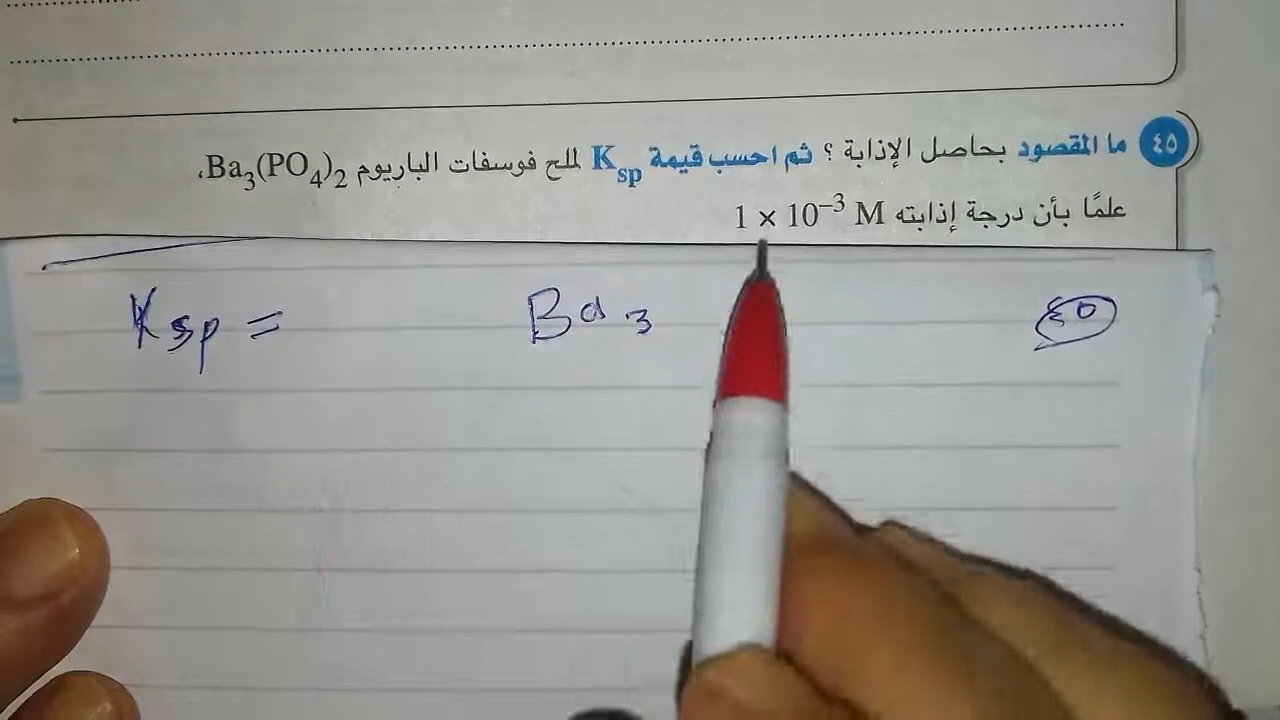 ٤٥ ما المقصود بحاصل الإذابة ؟ ثم احسب قيمة Ksp لملح فوسفات الباريوم Ba3(PO4)2،
علمًا بأن درجة إذابته 1 × 10⁻³ M
٤٥ Ba3 Ksp =